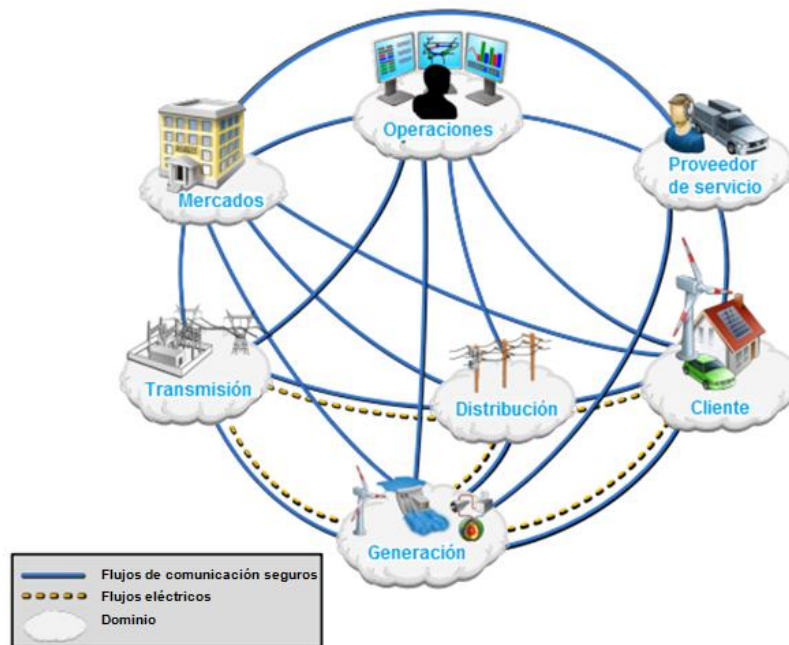 Operaciones
Mercados
Proveedor
de servicio
Transmisión
Distribución
Cliente
Generación
Flujos de comunicación seguros
Flujos eléctricos
Dominio